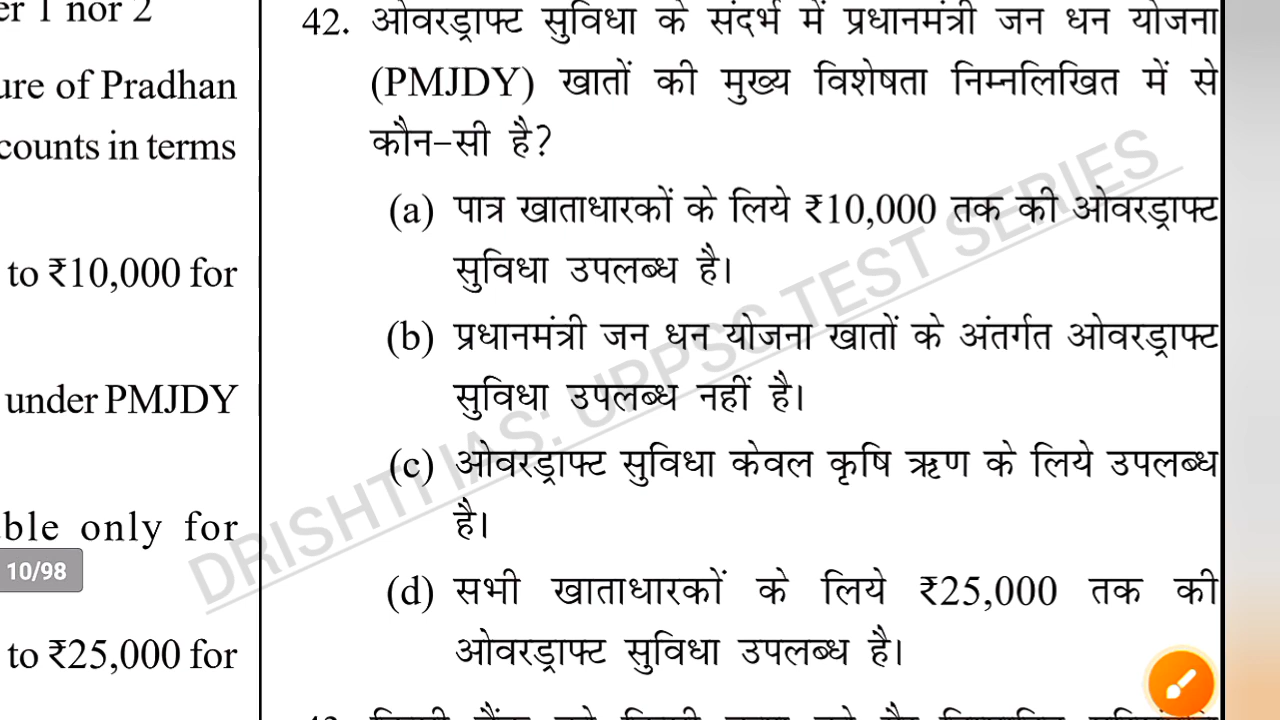 er 1 nor 2
ure of Pradhan
counts in terms
to ₹10,000 for
under PMJDY
ble only for
10/98
to ₹25,000 for
42. ओवरड्राफ्ट सुविधा के संदर्भ में प्रधानमंत्री जन धन योजना
(PMJDY) खातों की मुख्य विशेषता निम्नलिखित में से
कौन-सी है?
(a) पात्र खाताधारकों के लिये ₹10,000 तक की ओवरड्राफ्ट
सुविधा उपलब्ध है।
(b) प्रधानमंत्री जन धन योजना खातों के अंतर्गत ओवरड्राफ्ट
सुविधा उपलब्ध नहीं है।
(c) ओवरड्राफ्ट सुविधा केवल कृषि ऋण के लिये उपलब्ध
है।
(d) सभी खाताधारकों के लिये ₹25,000 तक की
ओवरड्राफ्ट सुविधा उपलब्ध है।
DRISHTI IAS: UPPSC TEST SERIES